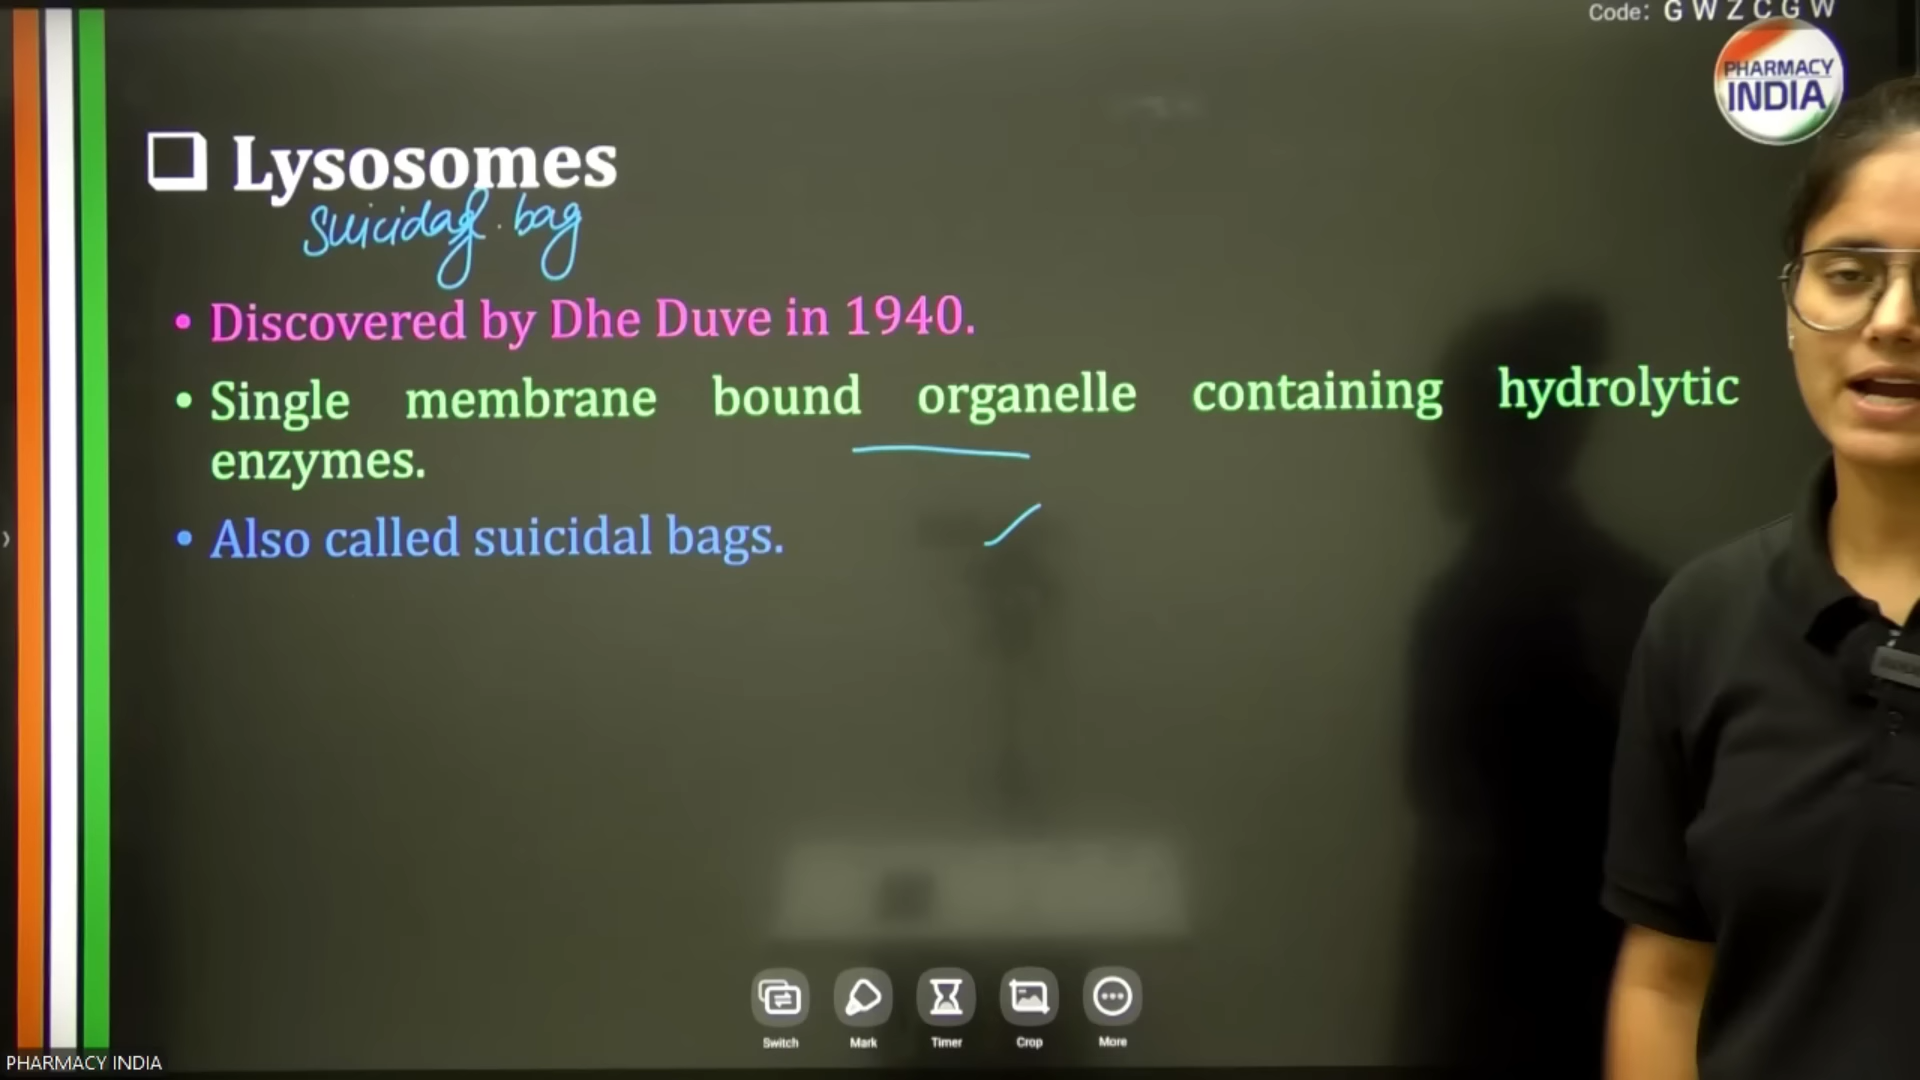 Code: G W Z C G W
PHARMACY
INDIA
Lysosomes
Suicidal bag
• Discovered by Dhe Duve in 1940.
• Single membrane bound organelle containing hydrolytic
enzymes.
• Also called suicidal bags.
Switch Mark Timer Crop More
PHARMACY INDIA